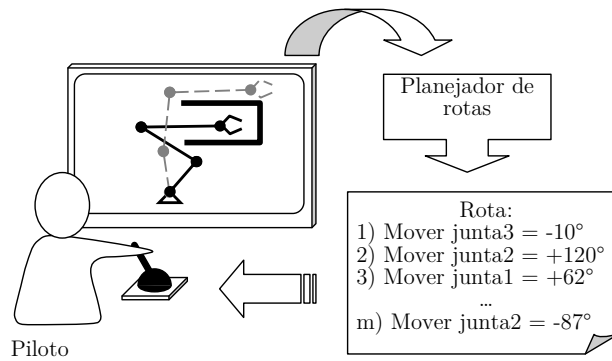 Planejador de
rotas
Rota:
1) Mover junta3 = -10°
2) Mover junta2 = +120°
3) Mover junta1 = +62°
...
m) Mover junta2 = -87°
Piloto